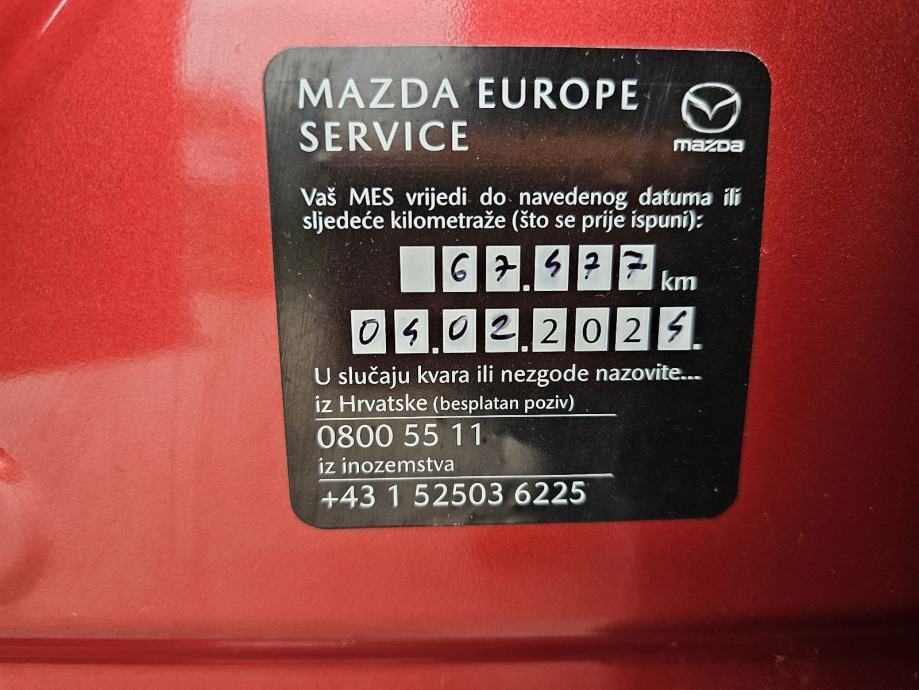 MAZDA EUROPE
SERVICE
mazda
Vaš MES vrijedi do navedenog datuma ili
sljedeće kilometraže (što se prije ispuni):
67.477 km
04.02.2024.
U slučaju kvara ili nezgode nazovite...
iz Hrvatske (besplatan poziv)
0800 55 11
iz inozemstva
+43 1 52503 6225